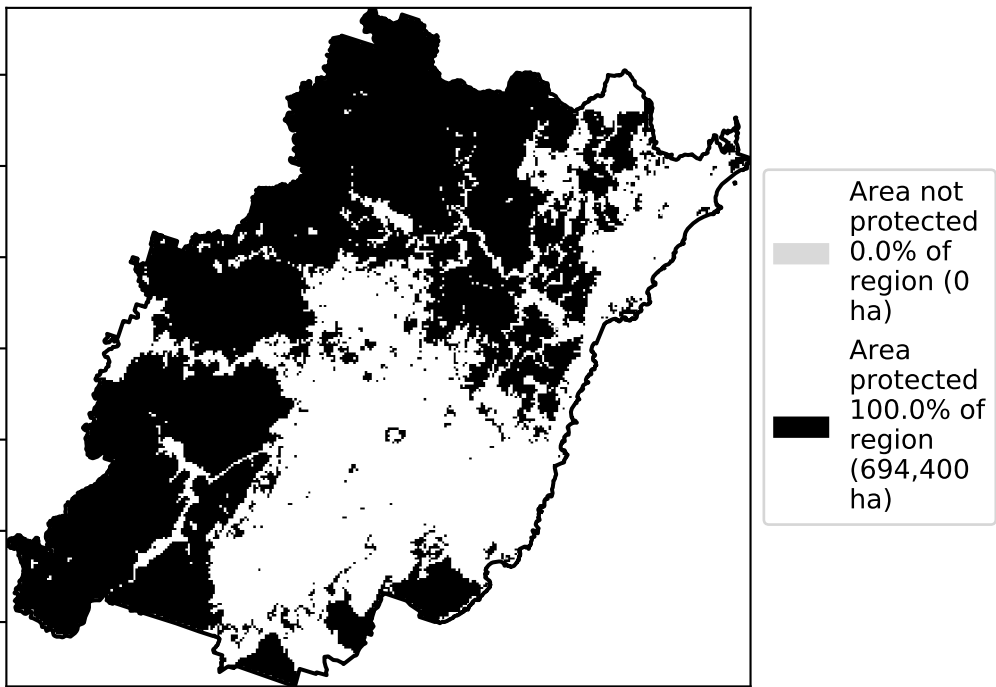 Area not
protected
0.0% of
region (0
ha)
Area
protected
100.0% of
region
(694,400
ha)